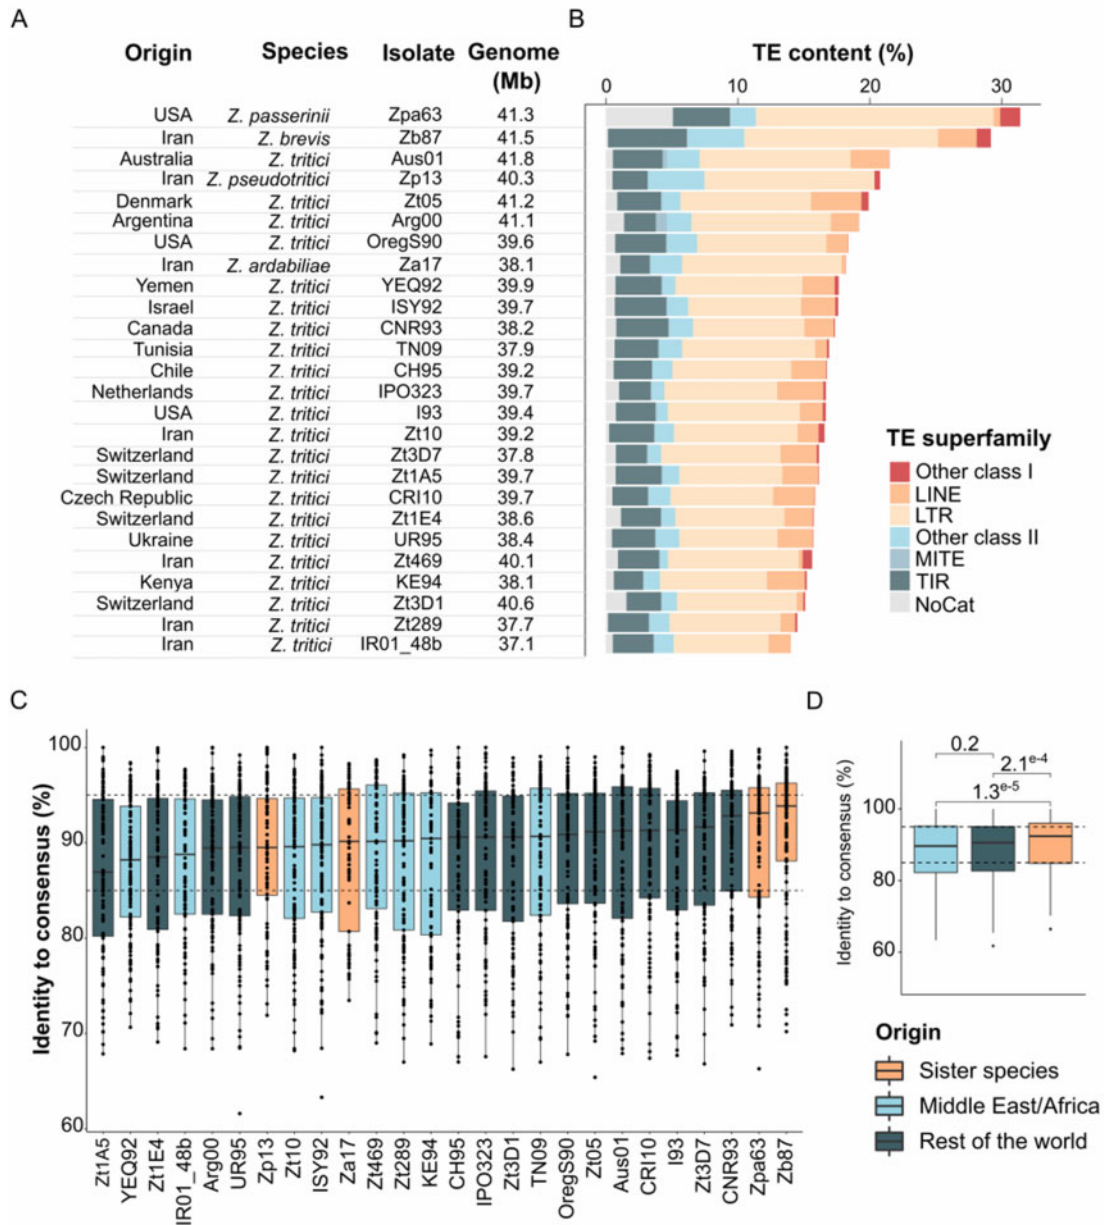 A
B
Origin Species Isolate Genome (Mb)
TE content (%)
0 10 20 30
USA Z. passerinii Zpa63 41.3
Iran Z. brevis Zb87 41.5
Australia Z. tritici Aus01 41.8
Iran Z. pseudotritici Zp13 40.3
Denmark Z. tritici Zt05 41.2
Argentina Z. tritici Arg00 41.1
USA Z. tritici OregS90 39.6
Iran Z. ardabiliae Za17 38.1
Yemen Z. tritici YEQ92 39.9
Israel Z. tritici ISY92 39.7
Canada Z. tritici CNR93 38.2
Tunisia Z. tritici TN09 37.9
Chile Z. tritici CH95 39.2
Netherlands Z. tritici IPO323 39.7
USA Z. tritici I93 39.4
Iran Z. tritici Zt10 39.2
Switzerland Z. tritici Zt3D7 37.8
Switzerland Z. tritici Zt1A5 39.7
Czech Republic Z. tritici CRI10 39.7
Switzerland Z. tritici Zt1E4 38.6
Ukraine Z. tritici UR95 38.4
Iran Z. tritici Zt469 40.1
Kenya Z. tritici KE94 38.1
Switzerland Z. tritici Zt3D1 40.6
Iran Z. tritici Zt289 37.7
Iran Z. tritici IR01_48b 37.1
TE superfamily
Other class I
LINE
LTR
Other class II
MITE
TIR
NoCat
C
Identity to consensus (%)
100
90
80
70
60
Zt1A5
YEQ92
Zt1E4
IR01_48b
Arg00
UR95
Zp13
Zt10
ISY92
Za17
Zt469
Zt289
KE94
CH95
IPO323
Zt3D1
TN09
OregS90
Zt05
Aus01
CRI10
I93
Zt3D7
CNR93
Zpa63
Zb87
D
Identity to consensus (%)
100
80
60
0.2
2.1e-4
1.3e-5
Origin
Sister species
Middle East/Africa
Rest of the world